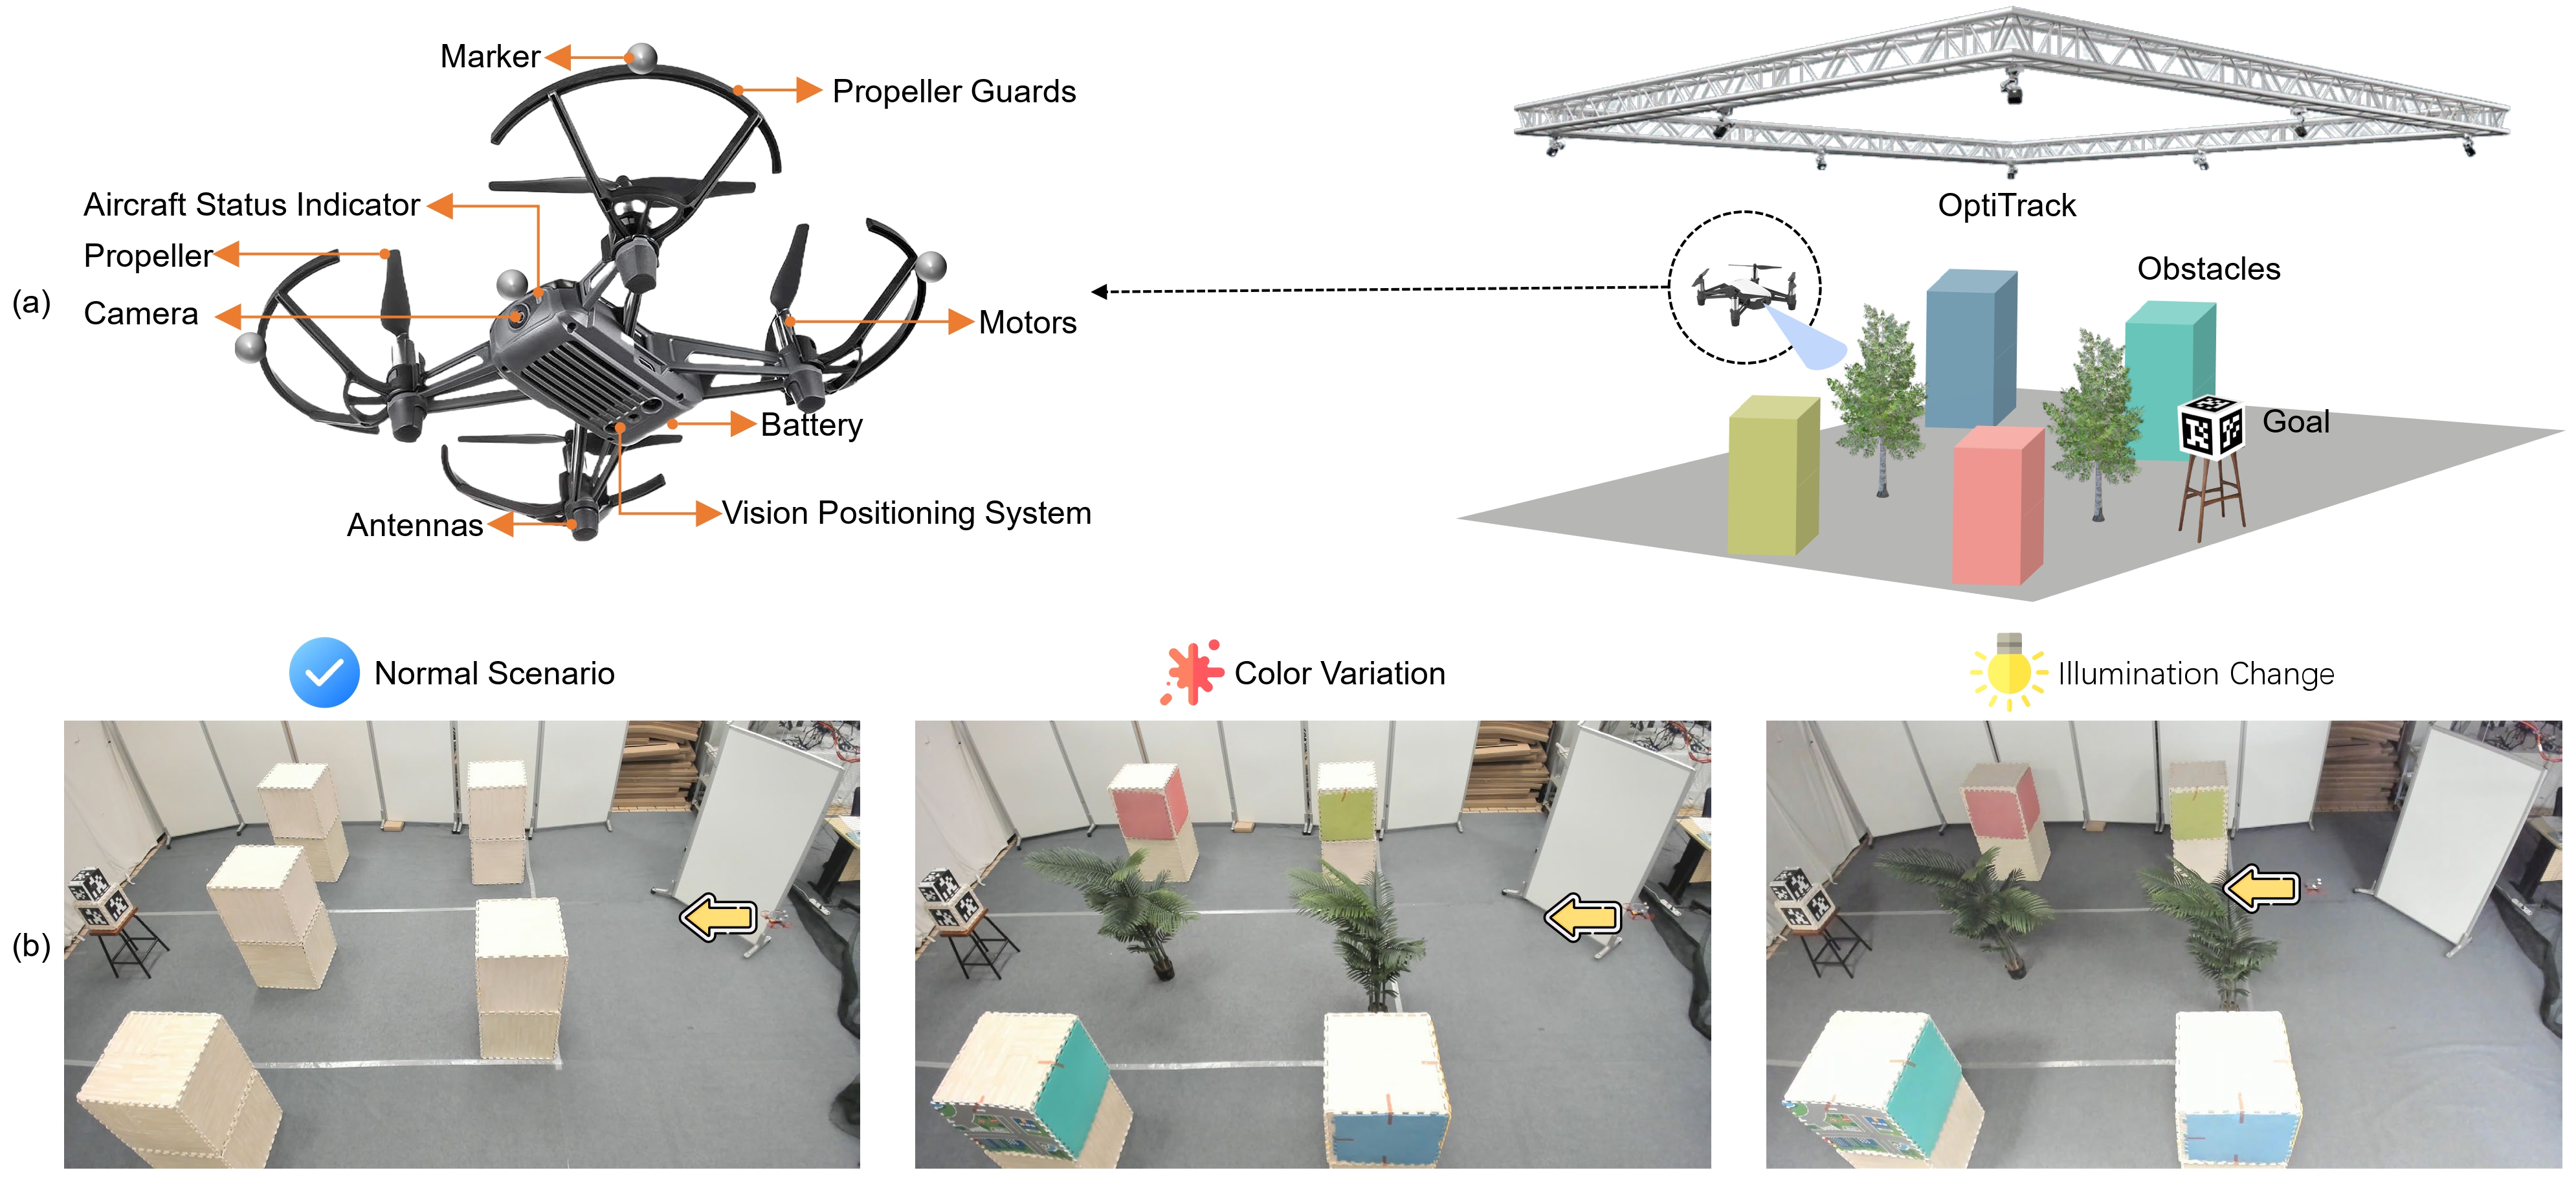 Marker
Propeller Guards
Aircraft Status Indicator
Propeller
Camera
(a)
Motors
Battery
Vision Positioning System
Antennas
OptiTrack
Obstacles
Goal
Normal Scenario
Color Variation
Illumination Change
(b)